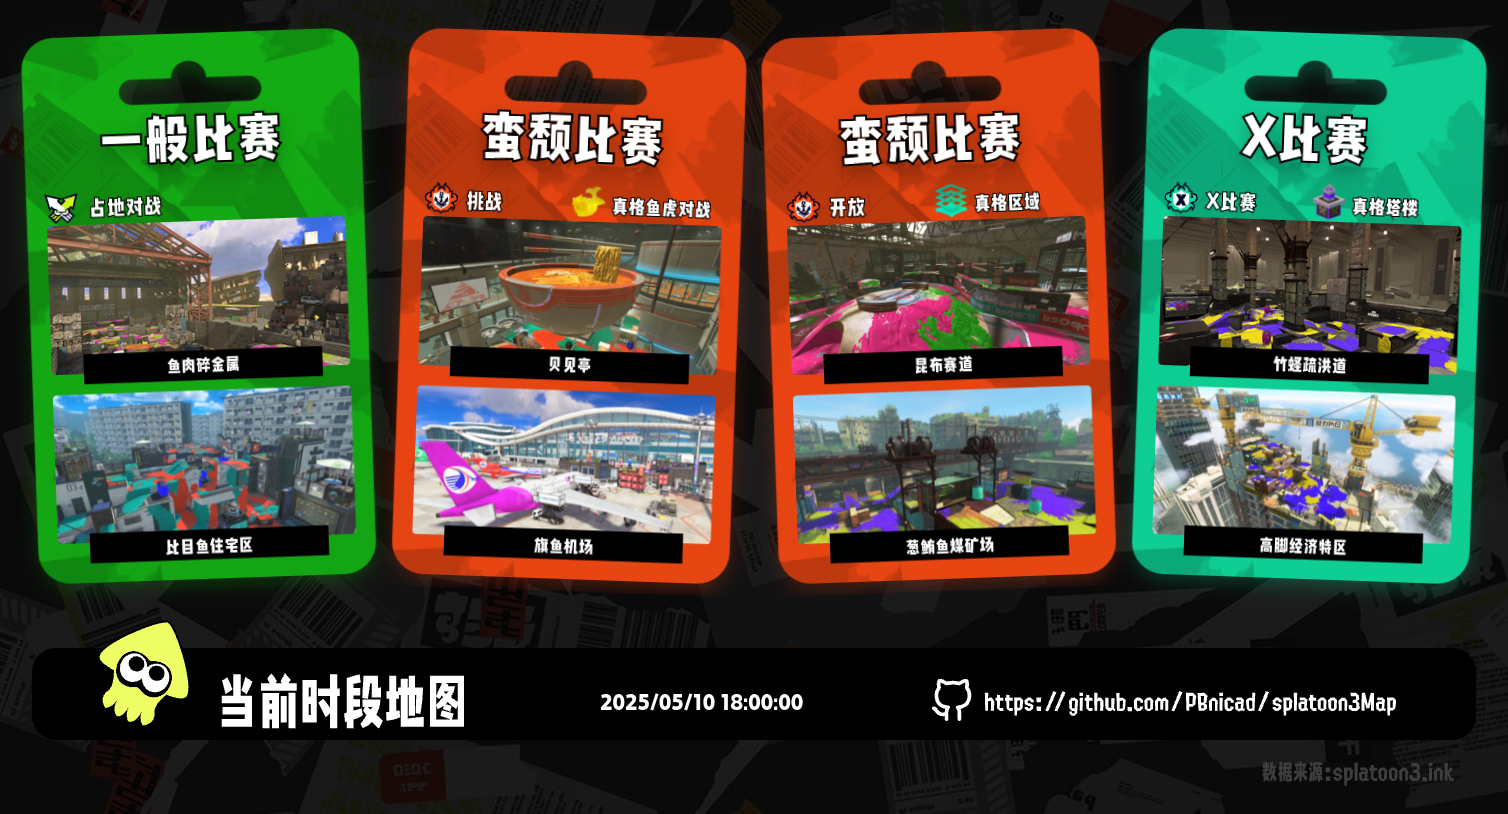 一般比赛
占地对战
鱼肉碎金属
比目鱼住宅区
蛮颓比赛
挑战
真格鱼虎对战
贝见亭
旗鱼机场
蛮颓比赛
开放
真格区域
昆布赛道
葱鲔鱼煤矿场
X比赛
X比赛
真格塔楼
竹蛏疏洪道
高脚经济特区
当前时段地图
2025/05/10 18:00:00
https://github.com/PBnicad/splatoon3Map
数据来源:splatoon3.ink